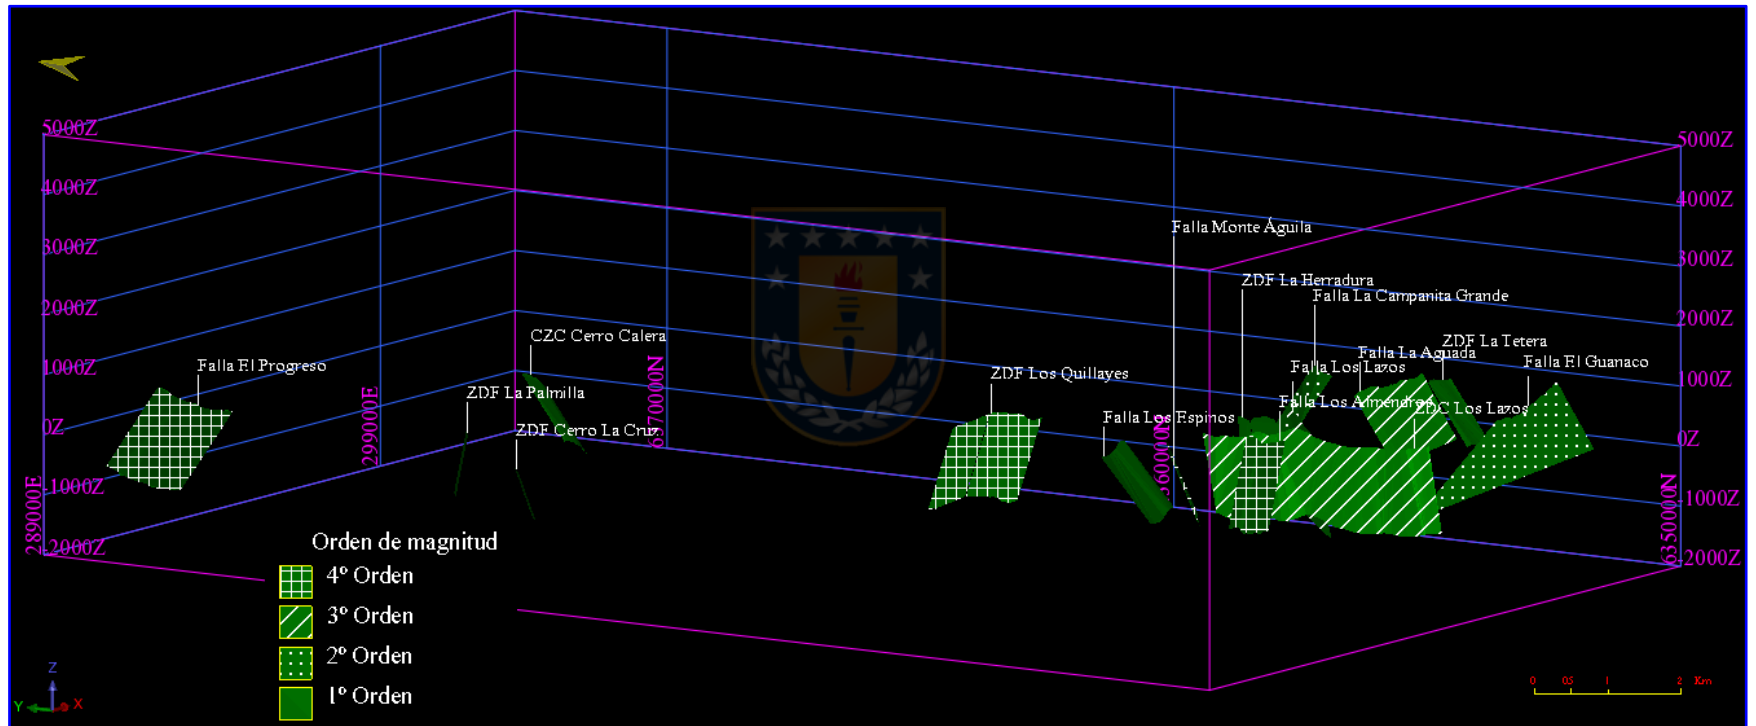 5000Z
4000Z
3000Z
2000Z
1000Z
0Z
-1000Z
-2000Z
289000E
299000E
6370000N
6360000N
6350000N
5000Z
4000Z
3000Z
2000Z
1000Z
0Z
-1000Z
-2000Z
Falla Monte Águila
ZDF La Herradura
Falla La Campanita Grande
CZC Cerro Calera
ZDF La Tetera
Falla La Aguada
Falla El Guanaco
Falla El Progreso
Falla Los Lazos
ZDF Los Quillayes
ZDF La Palmilla
Falla Los Almendros
ZDC Los Lazos
Falla Los Espinos
ZDF Cerro La Cruz
Orden de magnitud
4º Orden
3º Orden
2º Orden
1º Orden
Z
Y
X
0 0.5 1 2 Km